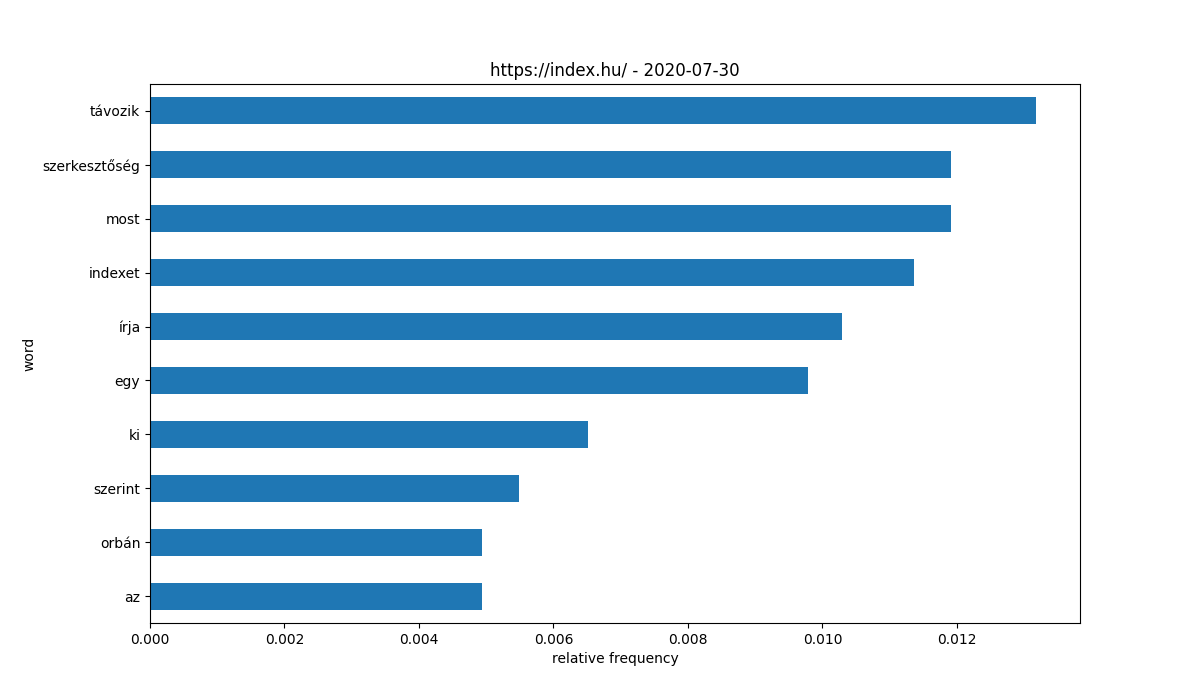 https://index.hu/ - 2020-07-30
távozik
szerkesztőség
most
indexet
írja
egy
ki
szerint
orbán
az
word
0.000 0.002 0.004 0.006 0.008 0.010 0.012
relative frequency